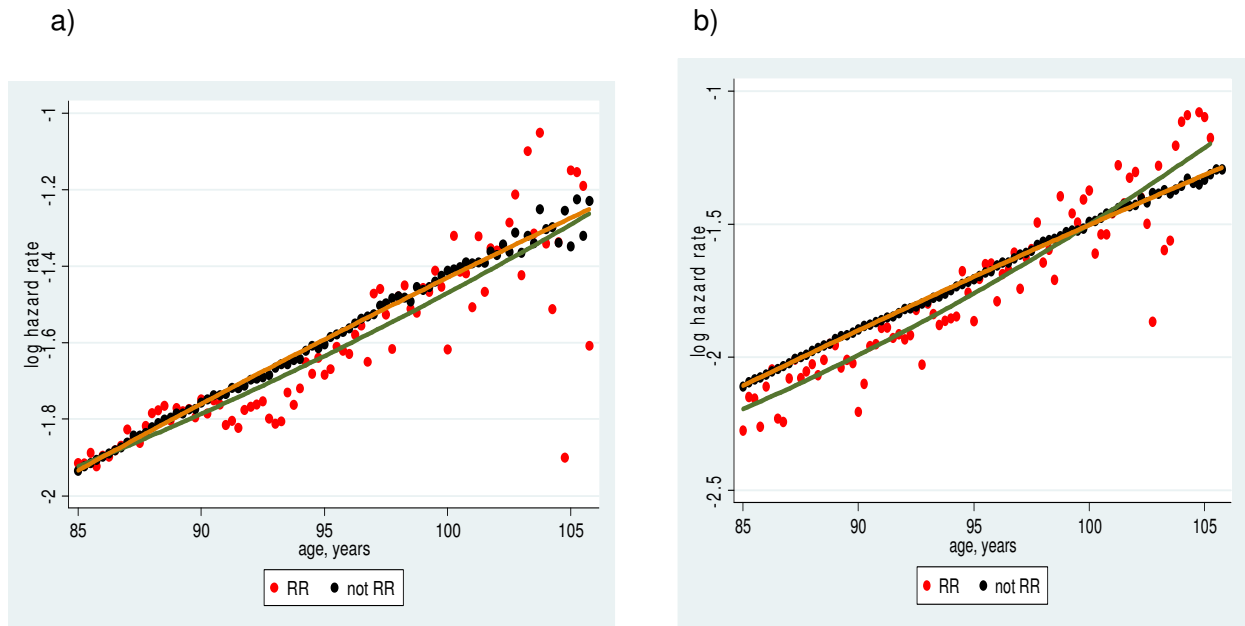 a)
log hazard rate
-1
-1.2
-1.4
-1.6
-1.8
-2
85 90 95 100 105
age, years
RR not RR
b)
log hazard rate
-1
-1.5
-2
-2.5
85 90 95 100 105
age, years
RR not RR